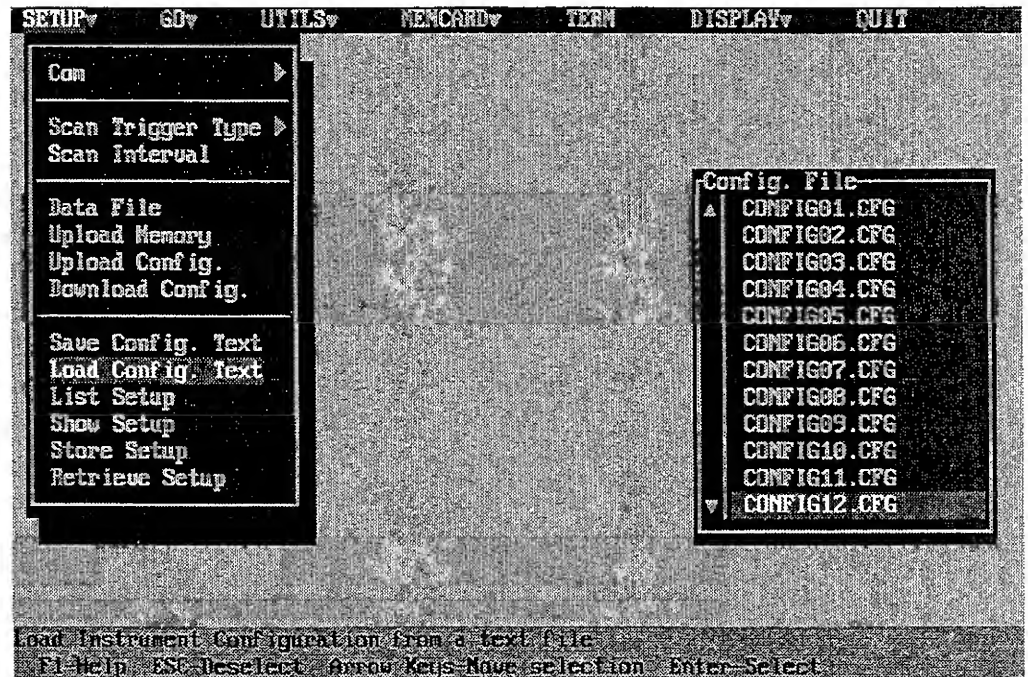 SETUP▼ GO▼ UTILS▼ MEMCARD▼ TERM DISPLAY▼ QUIT
Com ▶
Scan Trigger Type ▶
Scan Interval
Data File
Upload Memory
Upload Config.
Download Config.
Save Config. Text
Load Config. Text
List Setup
Show Setup
Store Setup
Retrieve Setup
Config. File
CONFIG01.CFG
CONFIG02.CFG
CONFIG03.CFG
CONFIG04.CFG
CONFIG05.CFG
CONFIG06.CFG
CONFIG07.CFG
CONFIG08.CFG
CONFIG09.CFG
CONFIG10.CFG
CONFIG11.CFG
CONFIG12.CFG
Load Instrument Configuration from a text file
F1-Help ESC-Deselect Arrow Keys-Move selection Enter-Select